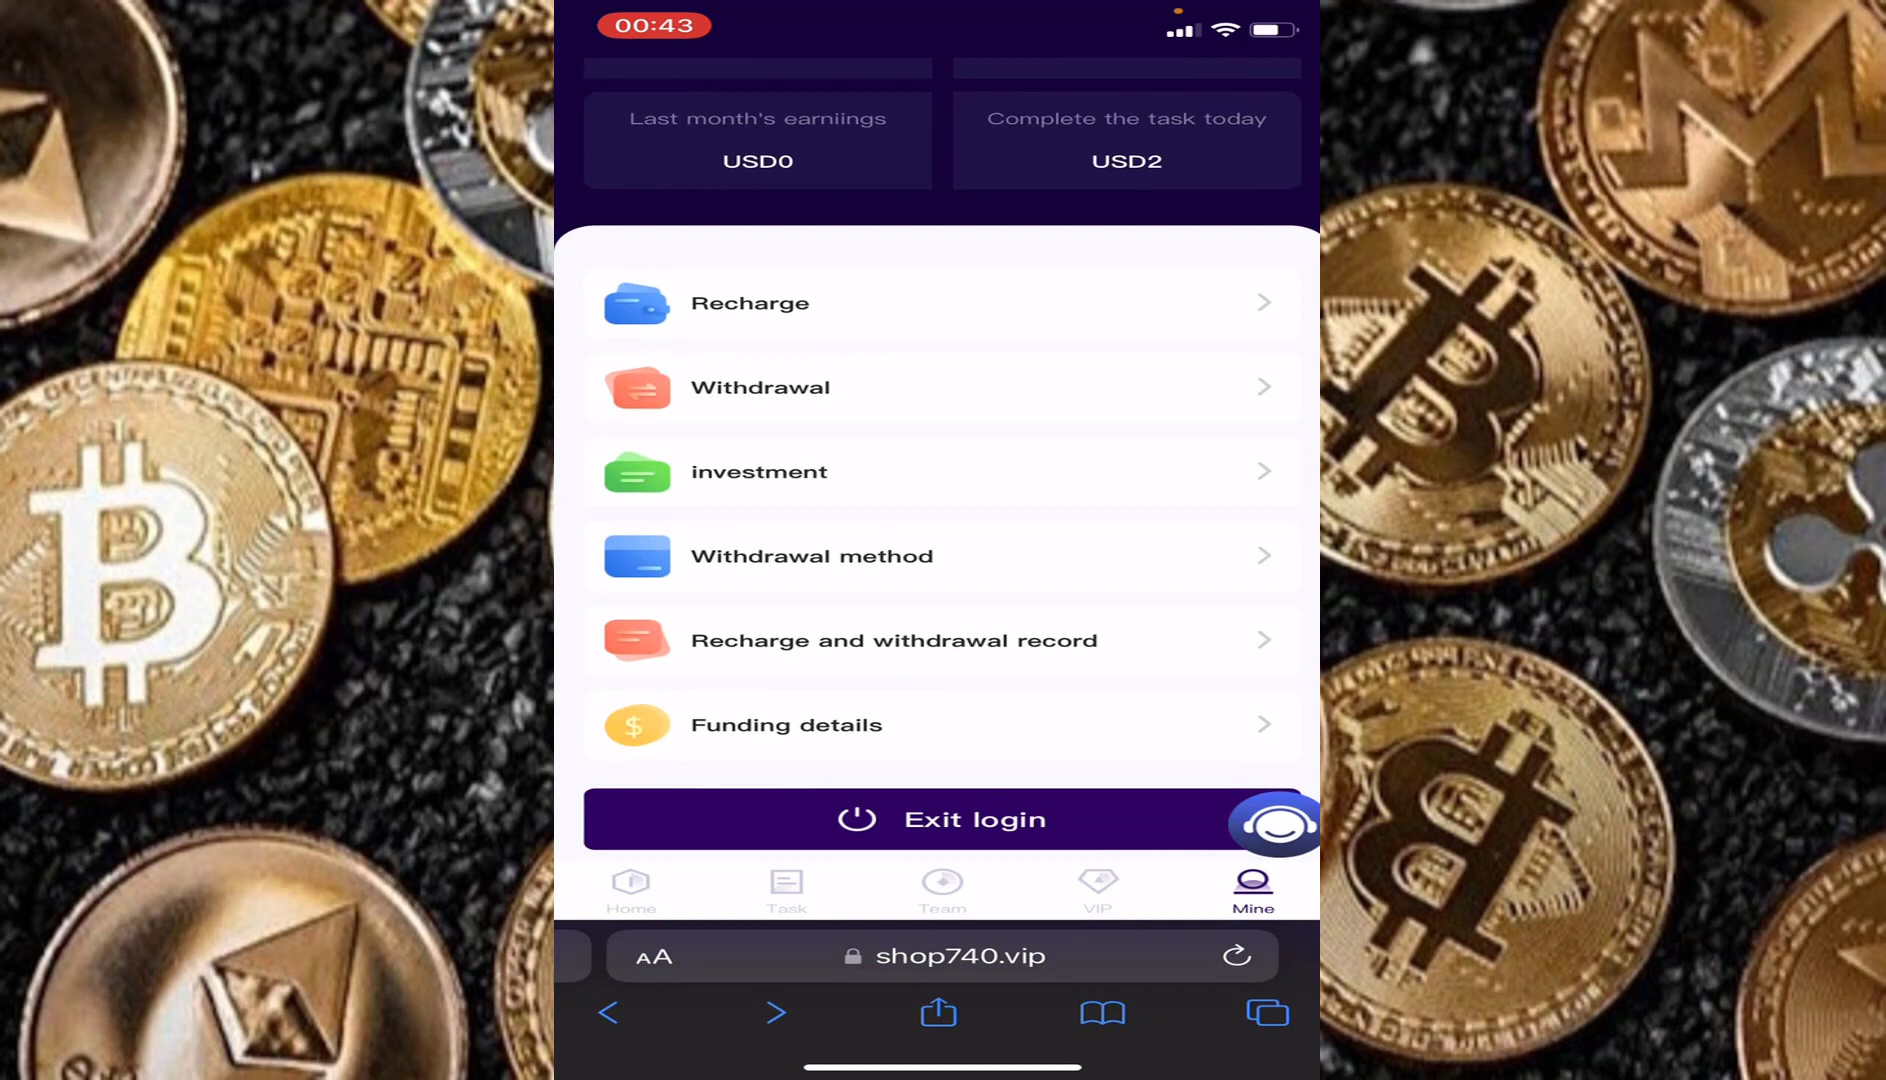 00:43
Last month's earniings
Complete the task today
USD0
USD2
Recharge
Withdrawal
investment
Withdrawal method
Recharge and withdrawal record
Funding details
Exit login
Home
Task
Team
VIP
Mine
AA
shop740.vip